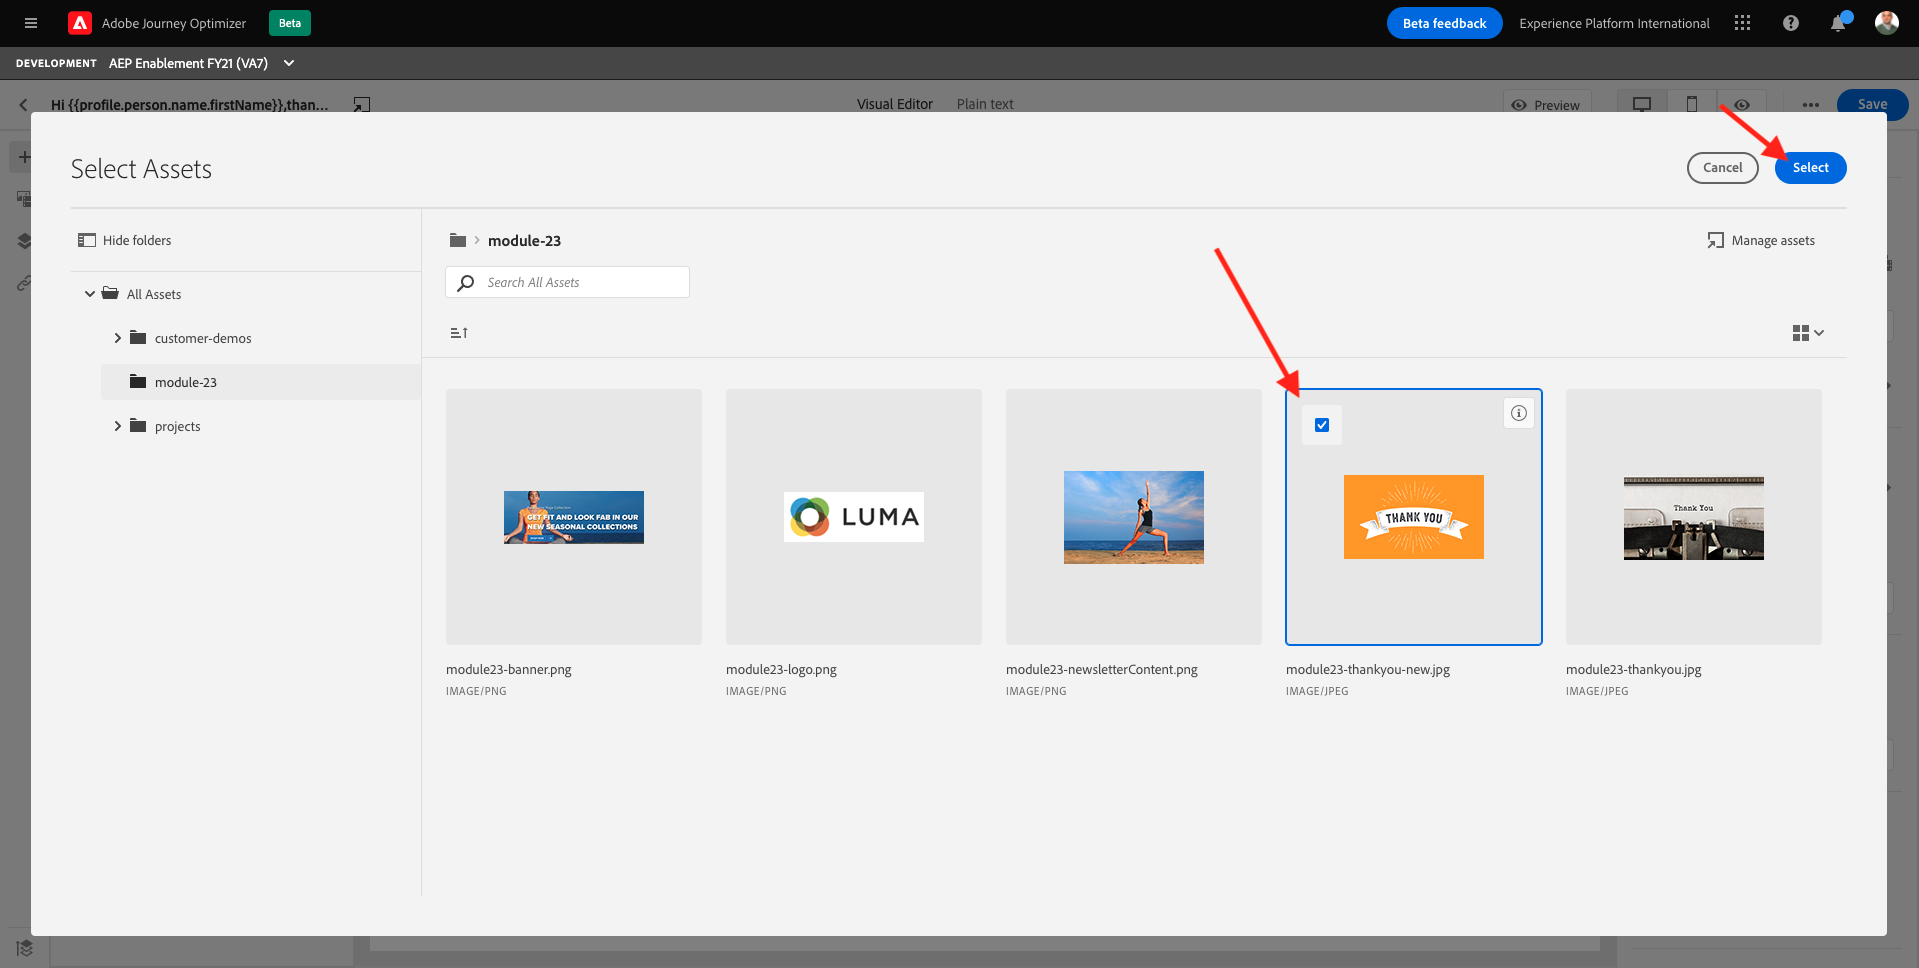 Adobe Journey Optimizer
Beta
Beta feedback
Experience Platform International
DEVELOPMENT
AEP Enablement FY21 (VA7)
Hi {{profile.person.name.firstName}},than...
Visual Editor
Plain text
Preview
Save
Select Assets
Cancel
Select
Hide folders
module-23
Manage assets
Search All Assets
All Assets
customer-demos
module-23
projects
GET FIT AND LOOK FAB IN OUR
NEW SEASONAL COLLECTIONS
LUMA
THANK YOU
Thank You
module23-banner.png
IMAGE/PNG
module23-logo.png
IMAGE/PNG
module23-newsletterContent.png
IMAGE/PNG
module23-thankyou-new.jpg
IMAGE/JPEG
module23-thankyou.jpg
IMAGE/JPEG